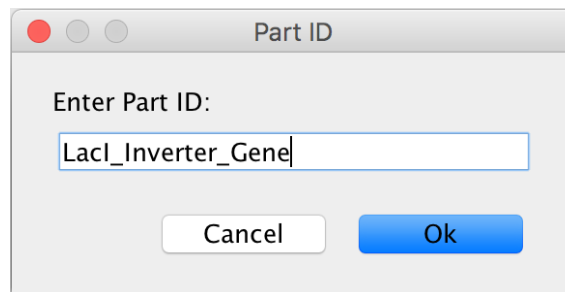 Part ID
Enter Part ID:
LacI_Inverter_Gene
Cancel Ok